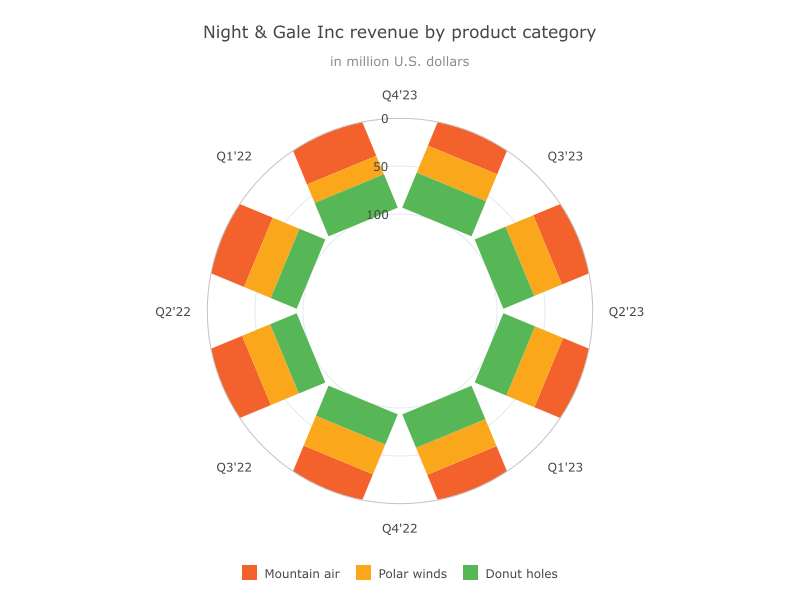 Night & Gale Inc revenue by product category
in million U.S. dollars
Q4'23
0
Q1'22
Q3'23
50
100
Q2'22
Q2'23
Q3'22
Q1'23
Q4'22
Mountain air
Polar winds
Donut holes